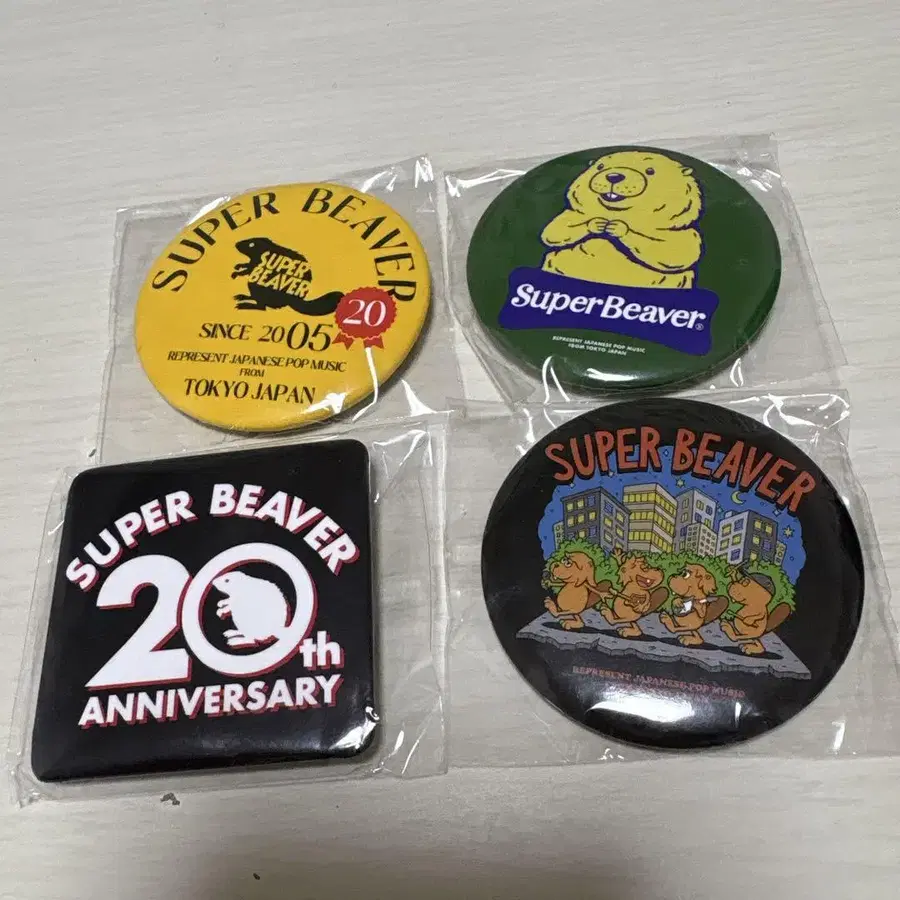 SUPER BEAVER
SUPER
BEAVER
SINCE 2005
20
REPRESENT JAPANESE POP MUSIC
FROM
TOKYO JAPAN
SuperBeaver®
REPRESENT JAPANESE POP MUSIC
FROM TOKYO JAPAN
SUPER BEAVER
20th
ANNIVERSARY
SUPER BEAVER
REPRESENT JAPANESE POP MUSIC